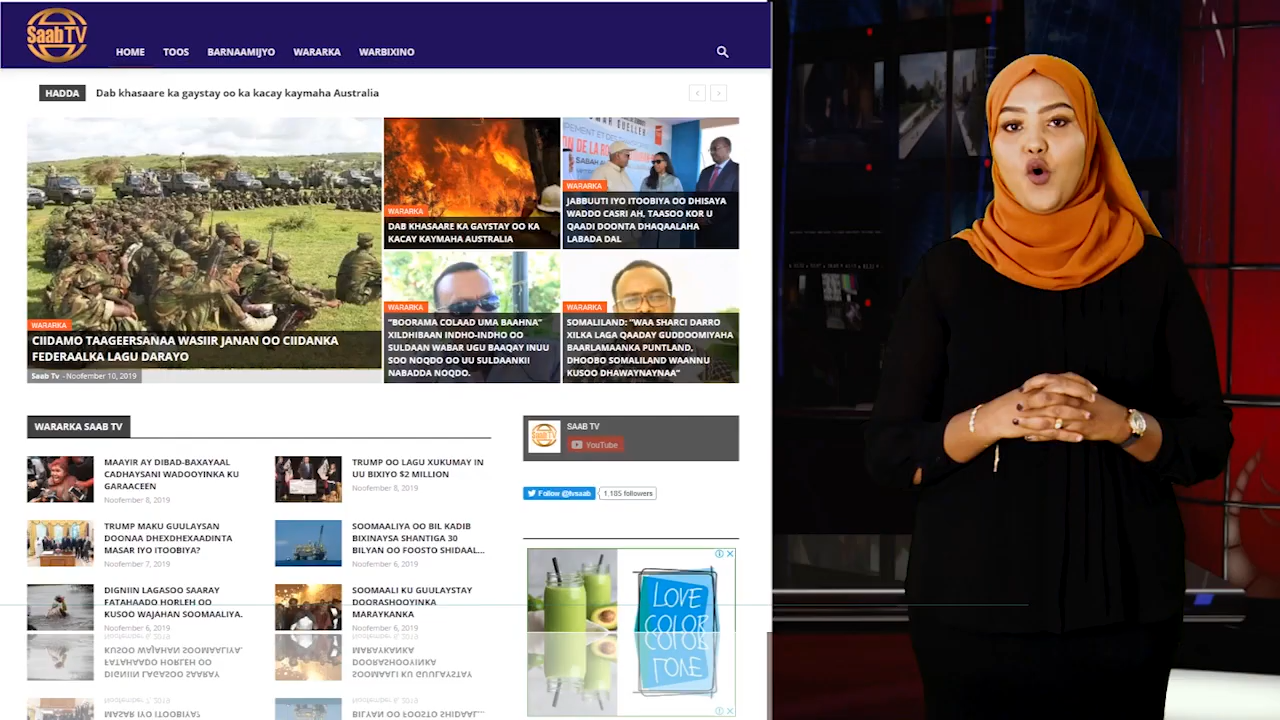 Saab TV
HOME TOOS BARNAAMIJYO WARARKA WARBIXINO
HADDA Dab khasaare ka gaystay oo ka kacay kaymaha Australia
WARARKA
CIIDAMO TAAGEERSANAA WASIIR JANAN OO CIIDANKA
FEDERAALKA LAGU DARAYO
Saab Tv - Noofember 10, 2019
WARARKA
DAB KHASAARE KA GAYSTAY OO KA
KACAY KAYMAHA AUSTRALIA
WARARKA
JABBUUTI IYO ITOOBIYA OO DHISAYA
WADDO CASRI AH, TAASOO KOR U
QAADI DOONTA DHAQAALAHA
LABADA DAL
WARARKA
"BOORAMA COLAAD UMA BAAHNA"
XILDHIBAAN INDHO-INDHO OO
SULDAAN WABAR UGU BAAQAY INUU
SOO NOQDO OO UU SULDAANKII
NABADDA NOQDO.
WARARKA
SOMALILAND: "WAA SHARCI DARRO
XILKA LAGA QAADAY GUDDOOMIYAHA
BAARLAMAANKA PUNTLAND,
DHOOBO SOMALILAND WAANNU
KUSOO DHAWAYNAYNAA"
WARARKA SAAB TV
MAAYIR AY DIBAD-BAXAYAAL
CADHAYSANI WADOOYINKA KU
GARAACEEN
Noofember 8, 2019
TRUMP MAKU GUULAYSAN
DOONAA DHEXDHEXAADINTA
MASAR IYO ITOOBIYA?
Noofember 7, 2019
DIGNIIN LAGASOO SAARAY
FATAHAADO HORLEH OO
KUSOO WAJAHAN SOOMAALIYA.
Noofember 6, 2019
TRUMP OO LAGU XUKUMAY IN
UU BIXIYO $2 MILLION
Noofember 8, 2019
SOOMAALIYA OO BIL KADIB
BIXINAYSA SHANTIGA 30
BILYAN OO FOOSTO SHIDAAL...
Noofember 6, 2019
SOOMAALI KU GUULAYSTAY
DOORASHOOYINKA
MARAYKANKA
Noofember 6, 2019
SAAB TV
YouTube
Follow @tvsaab 1,185 followers
LOVE
COLOR